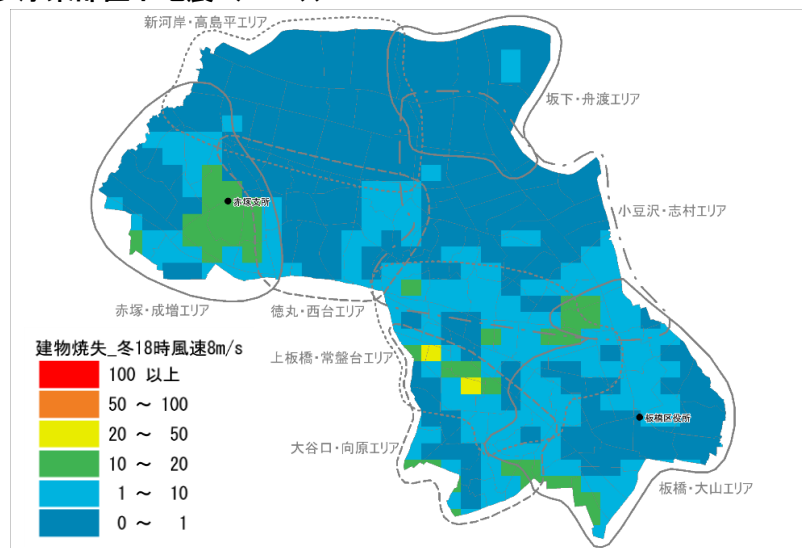 新河岸・高島平エリア
坂下・舟渡エリア
赤塚支所
小豆沢・志村エリア
赤塚・成増エリア
徳丸・西台エリア
建物焼失_冬18時風速8m/s
上板橋・常盤台エリア
100 以上
50 ～ 100
20 ～ 50
板橋区役所
大谷口・向原エリア
10 ～ 20
板橋・大山エリア
1 ～ 10
0 ～ 1